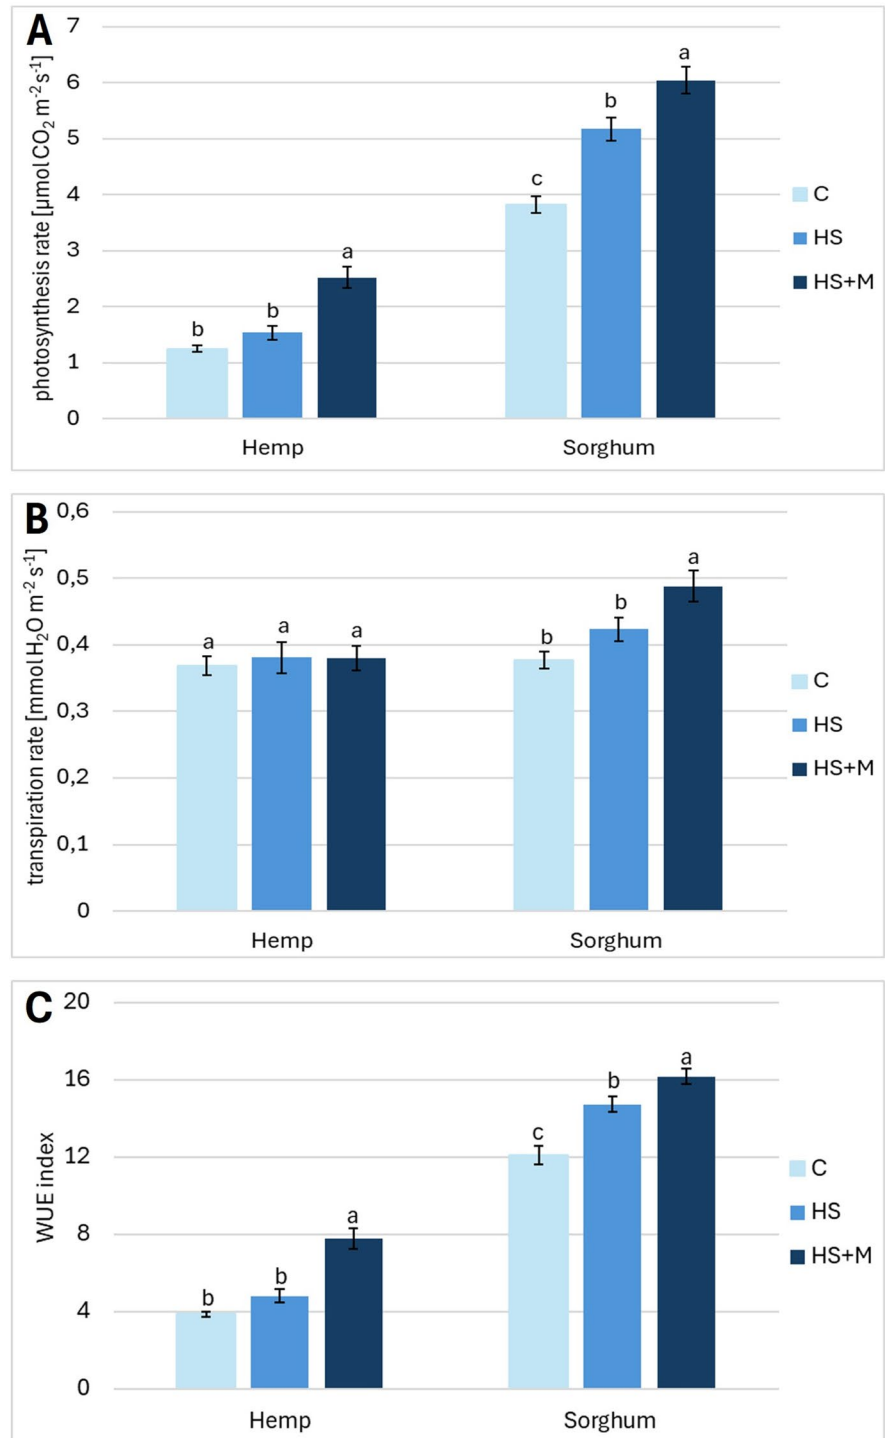 A
photosynthesis rate [µmol CO₂ m⁻² s⁻¹]
7
6
5
4
3
2
1
0
b
b
a
c
b
a
Hemp
Sorghum
C
HS
HS+M
B
transpiration rate [mmol H₂O m⁻² s⁻¹]
0,6
0,5
0,4
0,3
0,2
0,1
0
a
a
a
b
b
a
Hemp
Sorghum
C
HS
HS+M
C
WUE index
20
16
12
8
4
0
b
b
a
c
b
a
Hemp
Sorghum
C
HS
HS+M